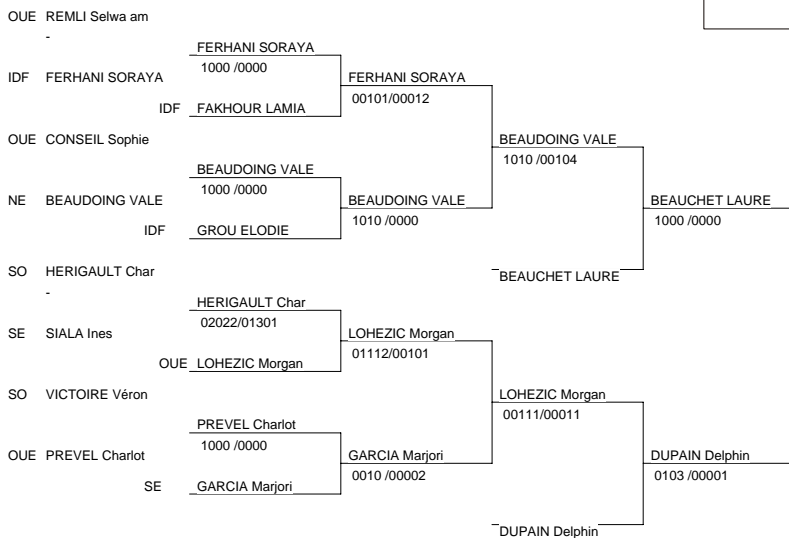 OUE REMLI Selwa am
-
FERHANI SORAYA
1000 /0000
IDF FERHANI SORAYA
FERHANI SORAYA
00101/00012
IDF FAKHOUR LAMIA
OUE CONSEIL Sophie
BEAUDOING VALE
1010 /00104
BEAUDOING VALE
1000 /0000
NE BEAUDOING VALE
BEAUDOING VALE
1010 /0000
BEAUCHET LAURE
1000 /0000
IDF GROU ELODIE
SO HERIGAULT Char
-
BEAUCHET LAURE
HERIGAULT Char
02022/01301
SE SIALA Ines
LOHEZIC Morgan
01112/00101
OUE LOHEZIC Morgan
SO VICTOIRE Véron
LOHEZIC Morgan
00111/00011
PREVEL Charlot
1000 /0000
OUE PREVEL Charlot
GARCIA Marjori
0010 /00002
DUPAIN Delphin
0103 /00001
SE GARCIA Marjori
DUPAIN Delphin